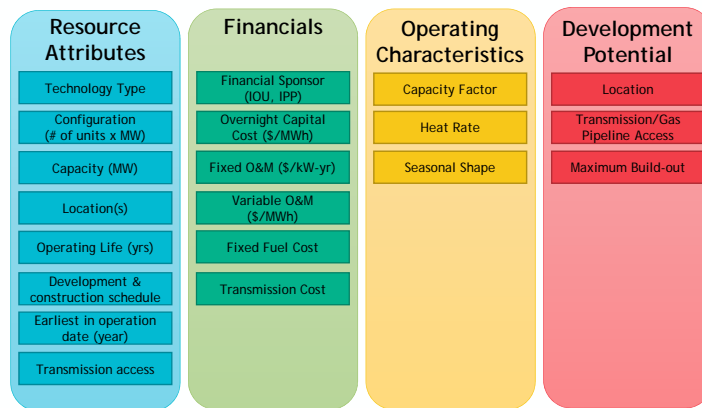 Resource
Attributes
Technology Type
Configuration
(# of units x MW)
Capacity (MW)
Location(s)
Operating Life (yrs)
Development &
construction schedule
Earliest in operation
date (year)
Transmission access
Financials
Financial Sponsor
(IOU, IPP)
Overnight Capital
Cost ($/MWh)
Fixed O&M ($/kW-yr)
Variable O&M
($/MWh)
Fixed Fuel Cost
Transmission Cost
Operating
Characteristics
Capacity Factor
Heat Rate
Seasonal Shape
Development
Potential
Location
Transmission/Gas
Pipeline Access
Maximum Build-out